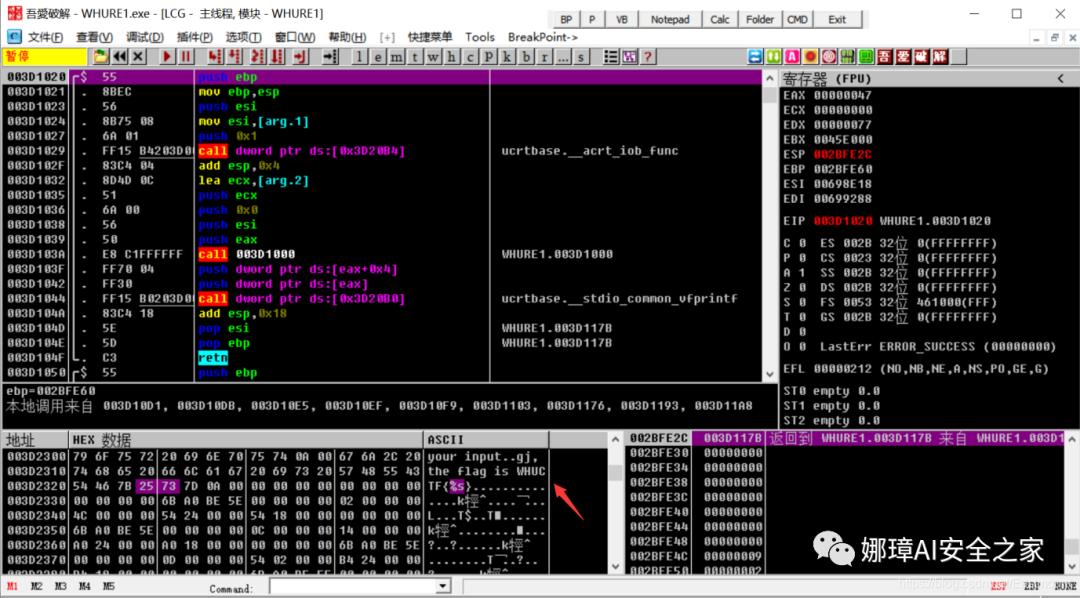 吾愛破解 - WHURE1.exe - [LCG - 主线程, 模块 - WHURE1]
BP P VB Notepad Calc Folder CMD Exit
文件(F) 查看(V) 调试(D) 插件(P) 选项(T) 窗口(W) 帮助(H) [+] 快捷菜单 Tools BreakPoint->
暂停 l e m t w h c P k b r ... s ? 吾 爱 破 解
003D1020 $ 55 push ebp
003D1021 . 8BEC mov ebp,esp
003D1023 . 56 push esi
003D1024 . 8B75 08 mov esi,[arg.1]
003D1027 . 6A 01 push 0x1
003D1029 . FF15 B4203D0 call dword ptr ds:[0x3D20B4] ucrtbase.__acrt_iob_func
003D102F . 83C4 04 add esp,0x4
003D1032 . 8D4D 0C lea ecx,[arg.2]
003D1035 . 51 push ecx
003D1036 . 6A 00 push 0x0
003D1038 . 56 push esi
003D1039 . 50 push eax
003D103A . E8 C1FFFFFF call 003D1000 WHURE1.003D1000
003D103F . FF70 04 push dword ptr ds:[eax+0x4]
003D1042 . FF30 push dword ptr ds:[eax]
003D1044 . FF15 B0203D0 call dword ptr ds:[0x3D20B0] ucrtbase.__stdio_common_vfprintf
003D104A . 83C4 18 add esp,0x18
003D104D . 5E pop esi WHURE1.003D117B
003D104E . 5D pop ebp WHURE1.003D117B
003D104F . C3 retn
003D1050 $ 55 push ebp
ebp=002BFE60
本地调用来自 003D10D1, 003D10DB, 003D10E5, 003D10EF, 003D10F9, 003D1103, 003D1176, 003D1193, 003D11A8
寄存器 (FPU) <
EAX 00000047
ECX 00000000
EDX 00000077
EBX 0045E000
ESP 002BFE2C
EBP 002BFE60
ESI 00698E18
EDI 00699288
EIP 003D1020 WHURE1.003D1020
C 0 ES 002B 32位 0(FFFFFFFF)
P 0 CS 0023 32位 0(FFFFFFFF)
A 1 SS 002B 32位 0(FFFFFFFF)
Z 0 DS 002B 32位 0(FFFFFFFF)
S 0 FS 0053 32位 461000(FFF)
T 0 GS 002B 32位 0(FFFFFFFF)
D 0
O 0 LastErr ERROR_SUCCESS (00000000)
EFL 00000212 (NO,NB,NE,A,NS,PO,GE,G)
ST0 empty 0.0
ST1 empty 0.0
ST2 empty 0.0
地址 HEX 数据 ASCII
003D2300 79 6F 75 72 20 69 6E 70 75 74 0A 00 67 6A 2C 20 your input..gj,
003D2310 74 68 65 20 66 6C 61 67 20 69 73 20 57 48 55 43 the flag is WHUC
003D2320 54 46 7B 25 73 7D 0A 00 00 00 00 00 00 00 00 00 TF{%s}..........
003D2330 00 00 00 00 6B A0 BE 5E 00 00 00 00 02 00 00 00
003D2340 4C 00 00 00 54 24 00 00 54 18 00 00 00 00 00 00
003D2350 6B A0 BE 5E 00 00 00 00 0C 00 00 00 14 00 00 00
003D2360 A0 24 00 00 A0 18 00 00 00 00 00 00 6B A0 BE 5E
003D2370 00 00 00 00 0D 00 00 00 54 02 00 00 B4 24 00 00
002BFE2C 003D117B 返回到 WHURE1.003D117B 来自 WHURE1.003D1
002BFE30 00000000
002BFE34 00000000
002BFE38 00000000
002BFE3C 00000000
002BFE40 00000000
002BFE44 00000000
002BFE48 00000000
002BFE4C 00000009
002BFE50 00000002
娜璋AI安全之家
M1 M2 M3 M4 M5 Command: ESP EBP NONE